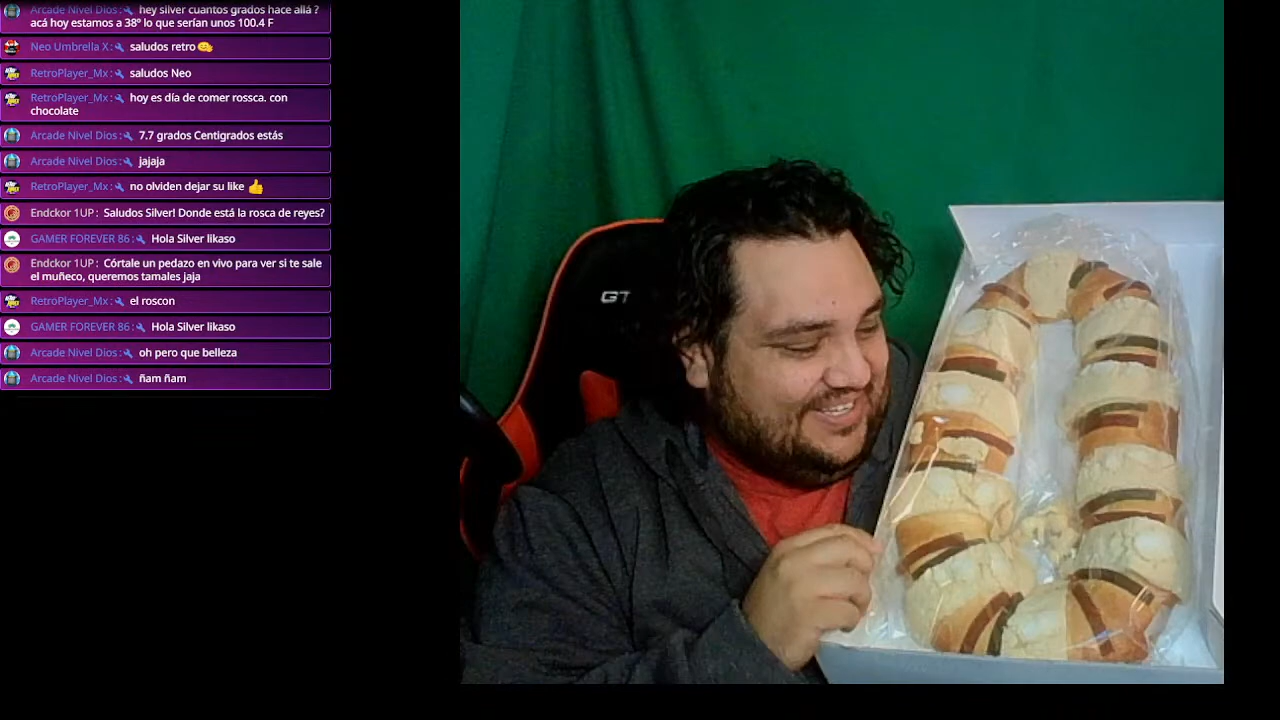 Arcade Nivel Dios: hey silver cuantos grados hace allá ?
acá hoy estamos a 38º lo que serían unos 100.4 F
Neo Umbrella X: saludos retro
RetroPlayer_Mx: saludos Neo
RetroPlayer_Mx: hoy es día de comer rossca. con
chocolate
Arcade Nivel Dios: 7.7 grados Centigrados estás
Arcade Nivel Dios: jajaja
RetroPlayer_Mx: no olviden dejar su like 👍
Endckor 1UP: Saludos Silver! Donde está la rosca de reyes?
GAMER FOREVER 86: Hola Silver likaso
Endckor 1UP: Córtale un pedazo en vivo para ver si te sale
el muñeco, queremos tamales jaja
RetroPlayer_Mx: el roscon
GAMER FOREVER 86: Hola Silver likaso
Arcade Nivel Dios: oh pero que belleza
Arcade Nivel Dios: ñam ñam
GT